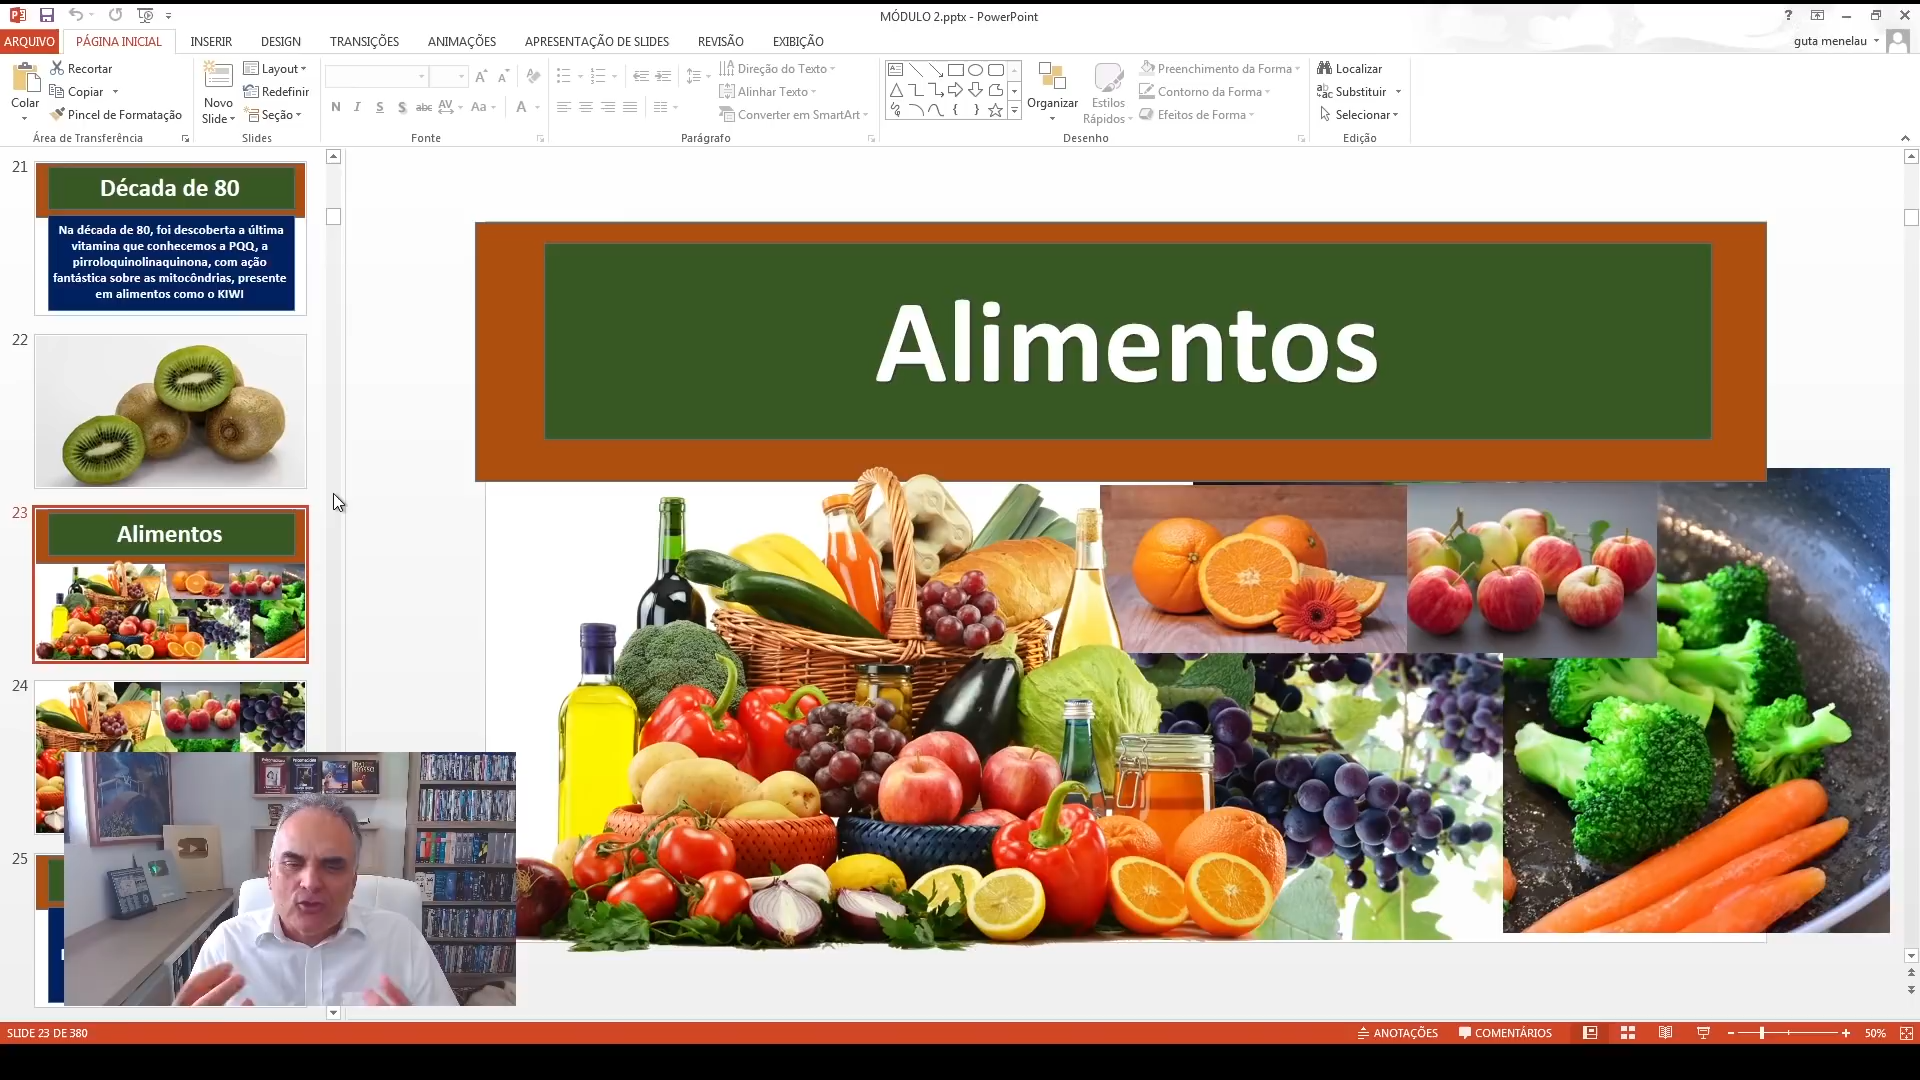 MÓDULO 2.pptx - PowerPoint
ARQUIVO PÁGINA INICIAL INSERIR DESIGN TRANSIÇÕES ANIMAÇÕES APRESENTAÇÃO DE SLIDES REVISÃO EXIBIÇÃO guta menelau
Colar
Recortar
Copiar
Pincel de Formatação
Área de Transferência
Novo
Slide
Layout
Redefinir
Seção
Slides
N I S S abc AV Aa A
Fonte
Direção do Texto
Alinhar Texto
Converter em SmartArt
Parágrafo
Organizar
Estilos
Rápidos
Preenchimento da Forma
Contorno da Forma
Efeitos de Forma
Desenho
Localizar
Substituir
Selecionar
Edição
21
Década de 80
Na década de 80, foi descoberta a última
vitamina que conhecemos a PQQ, a
pirroloquinolinaquinona, com ação
fantástica sobre as mitocôndrias, presente
em alimentos como o KIWI
22
23
Alimentos
24
25
Alimentos
SLIDE 23 DE 380
ANOTAÇÕES COMENTÁRIOS 50%